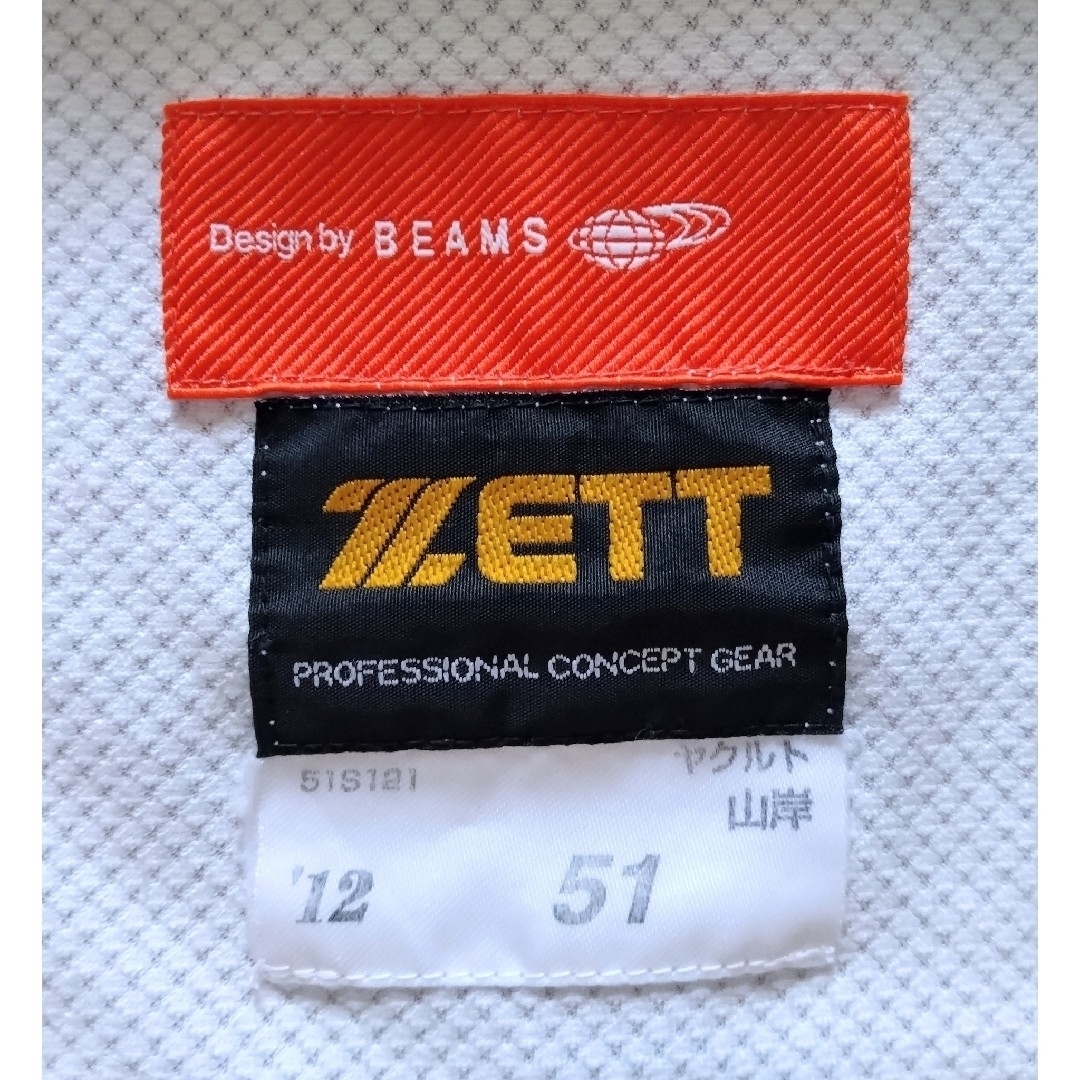 Design by BEAMS
ZETT
PROFESSIONAL CONCEPT GEAR
51S121 ヤクルト
山岸
'12 51